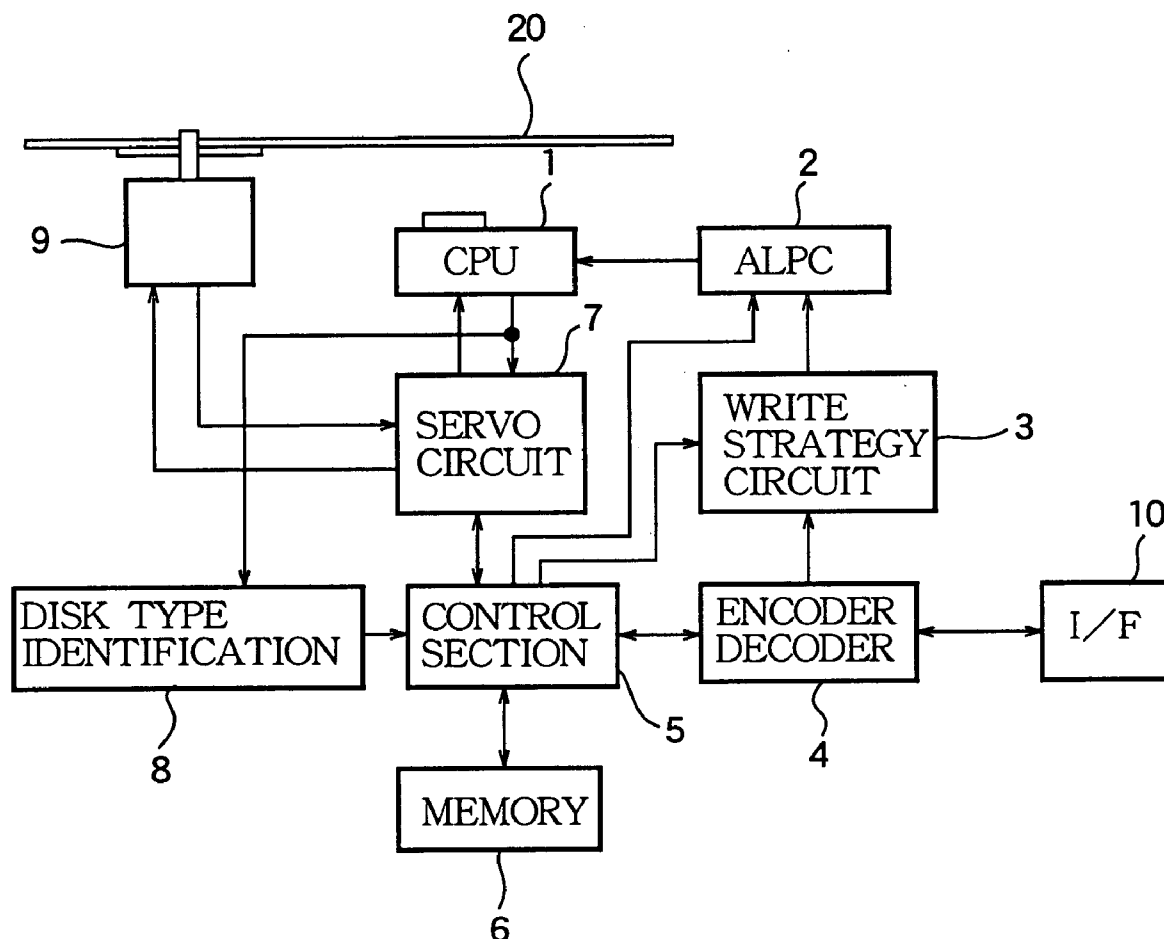 20
1
2
9
CPU
ALPC
7
SERVO
CIRCUIT
WRITE
STRATEGY
CIRCUIT
3
10
DISK TYPE
IDENTIFICATION
CONTROL
SECTION
ENCODER
DECODER
I/F
8
5
4
MEMORY
6